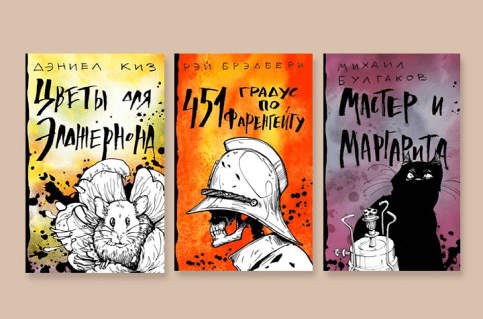 ДЭНИЕЛ КИЗ
ЦВЕТЫ ДЛЯ
ЭЛДЖЕРНОНА
РЭЙ БРЭДБЕРИ
451
ГРАДУС
ПО
ФАРЕНГЕЙТУ
МИХАИЛ
БУЛГАКОВ
МАСТЕР И
МАРГАРИТА